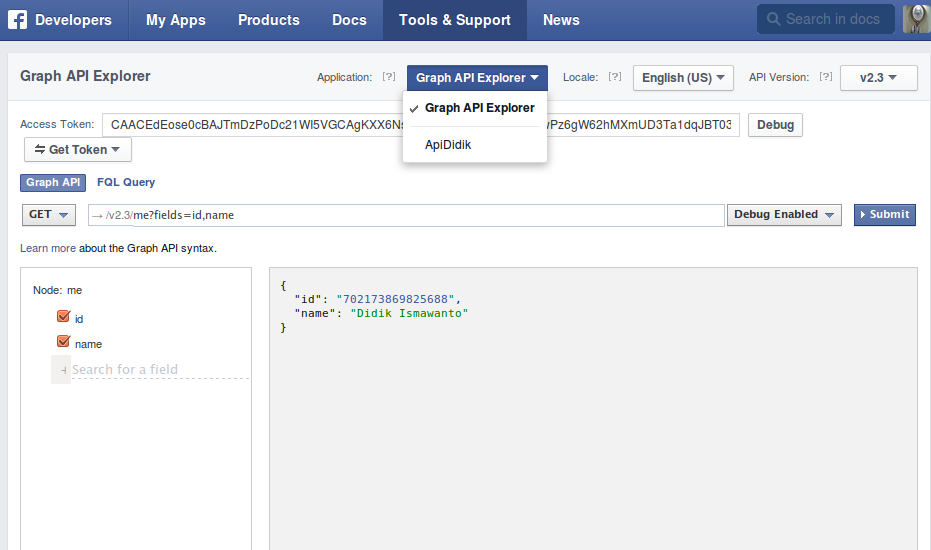 f Developers My Apps Products Docs Tools & Support News Search in docs
Graph API Explorer Application: [?] Graph API Explorer Locale: [?] English (US) API Version: [?] v2.3
Graph API Explorer
ApiDidik
Access Token: CAACEdEose0cBAJTmDzPoDc21WI5VGCAgKXX6Ns Pz6gW62hMXmUD3Ta1dqJBT03 Debug
Get Token
Graph API FQL Query
GET → /v2.3/me?fields=id,name Debug Enabled Submit
Learn more about the Graph API syntax.
Node: me
id
name
+ Search for a field
{
"id": "702173869825688",
"name": "Didik Ismawanto"
}